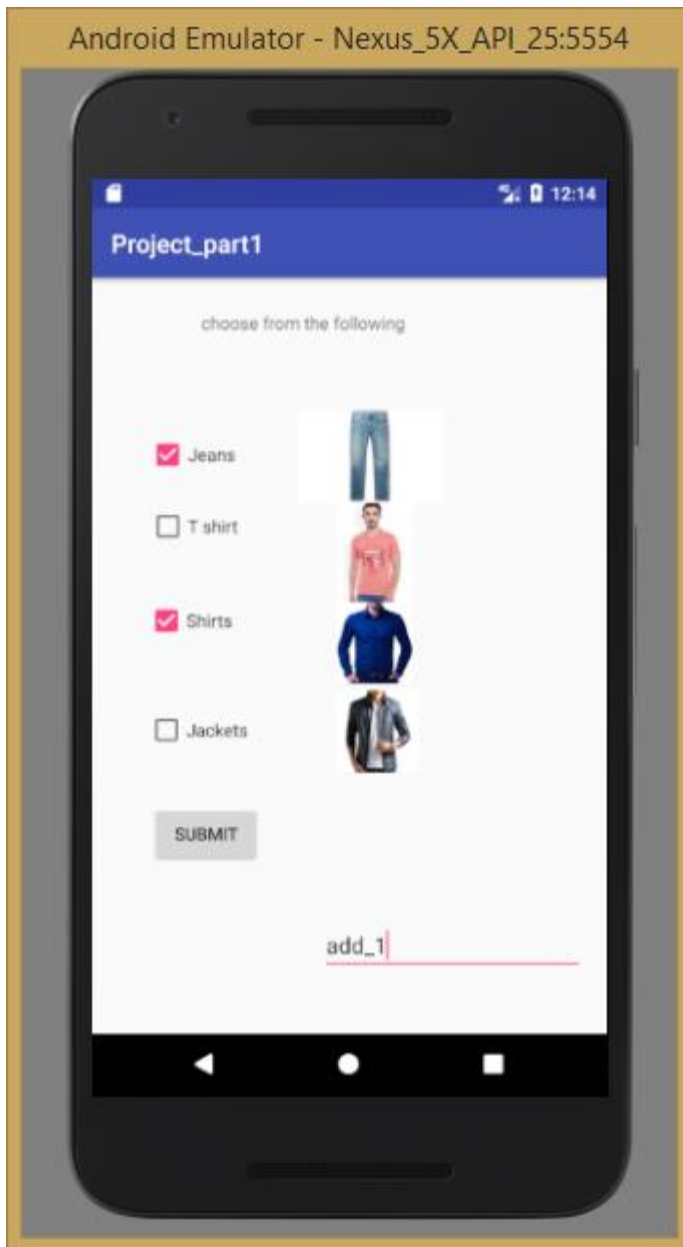 Android Emulator - Nexus_5X_API_25:5554
12:14
Project_part1
choose from the following
Jeans
T shirt
Shirts
Jackets
SUBMIT
add_1